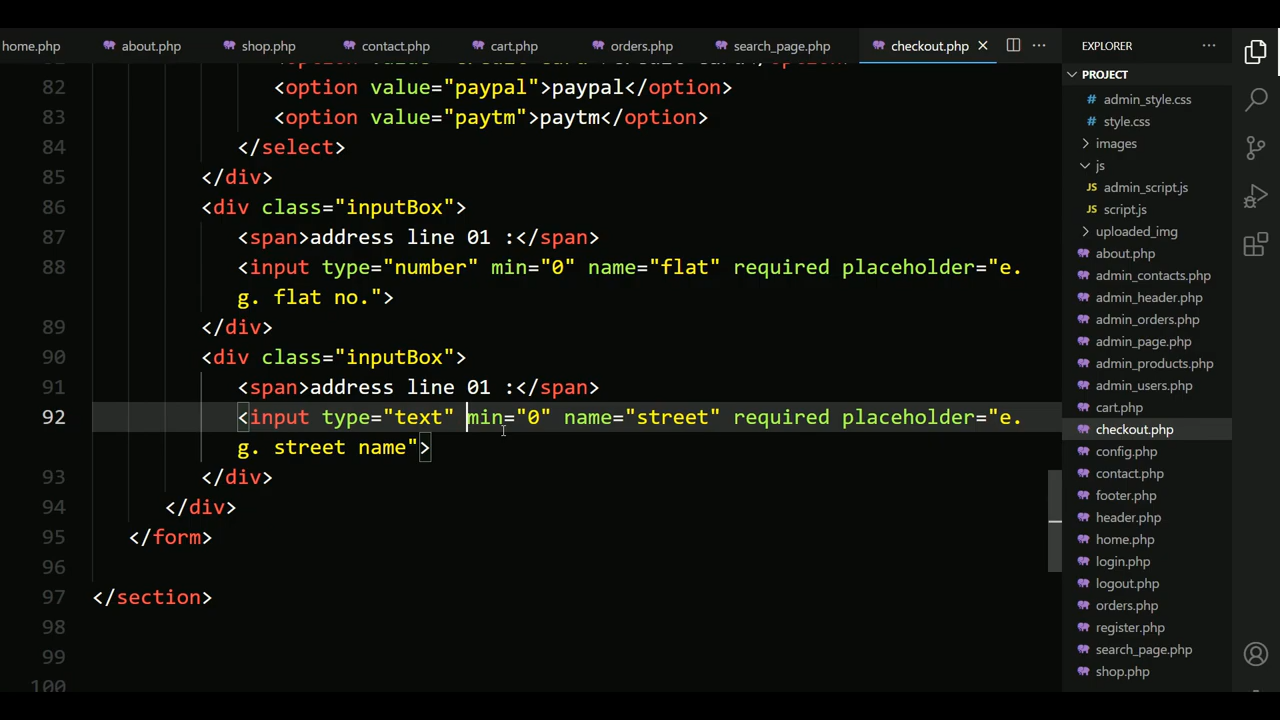 home.php about.php shop.php contact.php cart.php orders.php search_page.php checkout.php
EXPLORER
PROJECT
82 <option value="paypal">paypal</option>
83 <option value="paytm">paytm</option>
84 </select>
85 </div>
86 <div class="inputBox">
87 <span>address line 01 :</span>
88 <input type="number" min="0" name="flat" required placeholder="e.
g. flat no.">
89 </div>
90 <div class="inputBox">
91 <span>address line 01 :</span>
92 <input type="text" min="0" name="street" required placeholder="e.
g. street name">
93 </div>
94 </div>
95 </form>
96
97 </section>
98
99
100
# admin_style.css
# style.css
images
js
JS admin_script.js
JS script.js
uploaded_img
about.php
admin_contacts.php
admin_header.php
admin_orders.php
admin_page.php
admin_products.php
admin_users.php
cart.php
checkout.php
config.php
contact.php
footer.php
header.php
home.php
login.php
logout.php
orders.php
register.php
search_page.php
shop.php